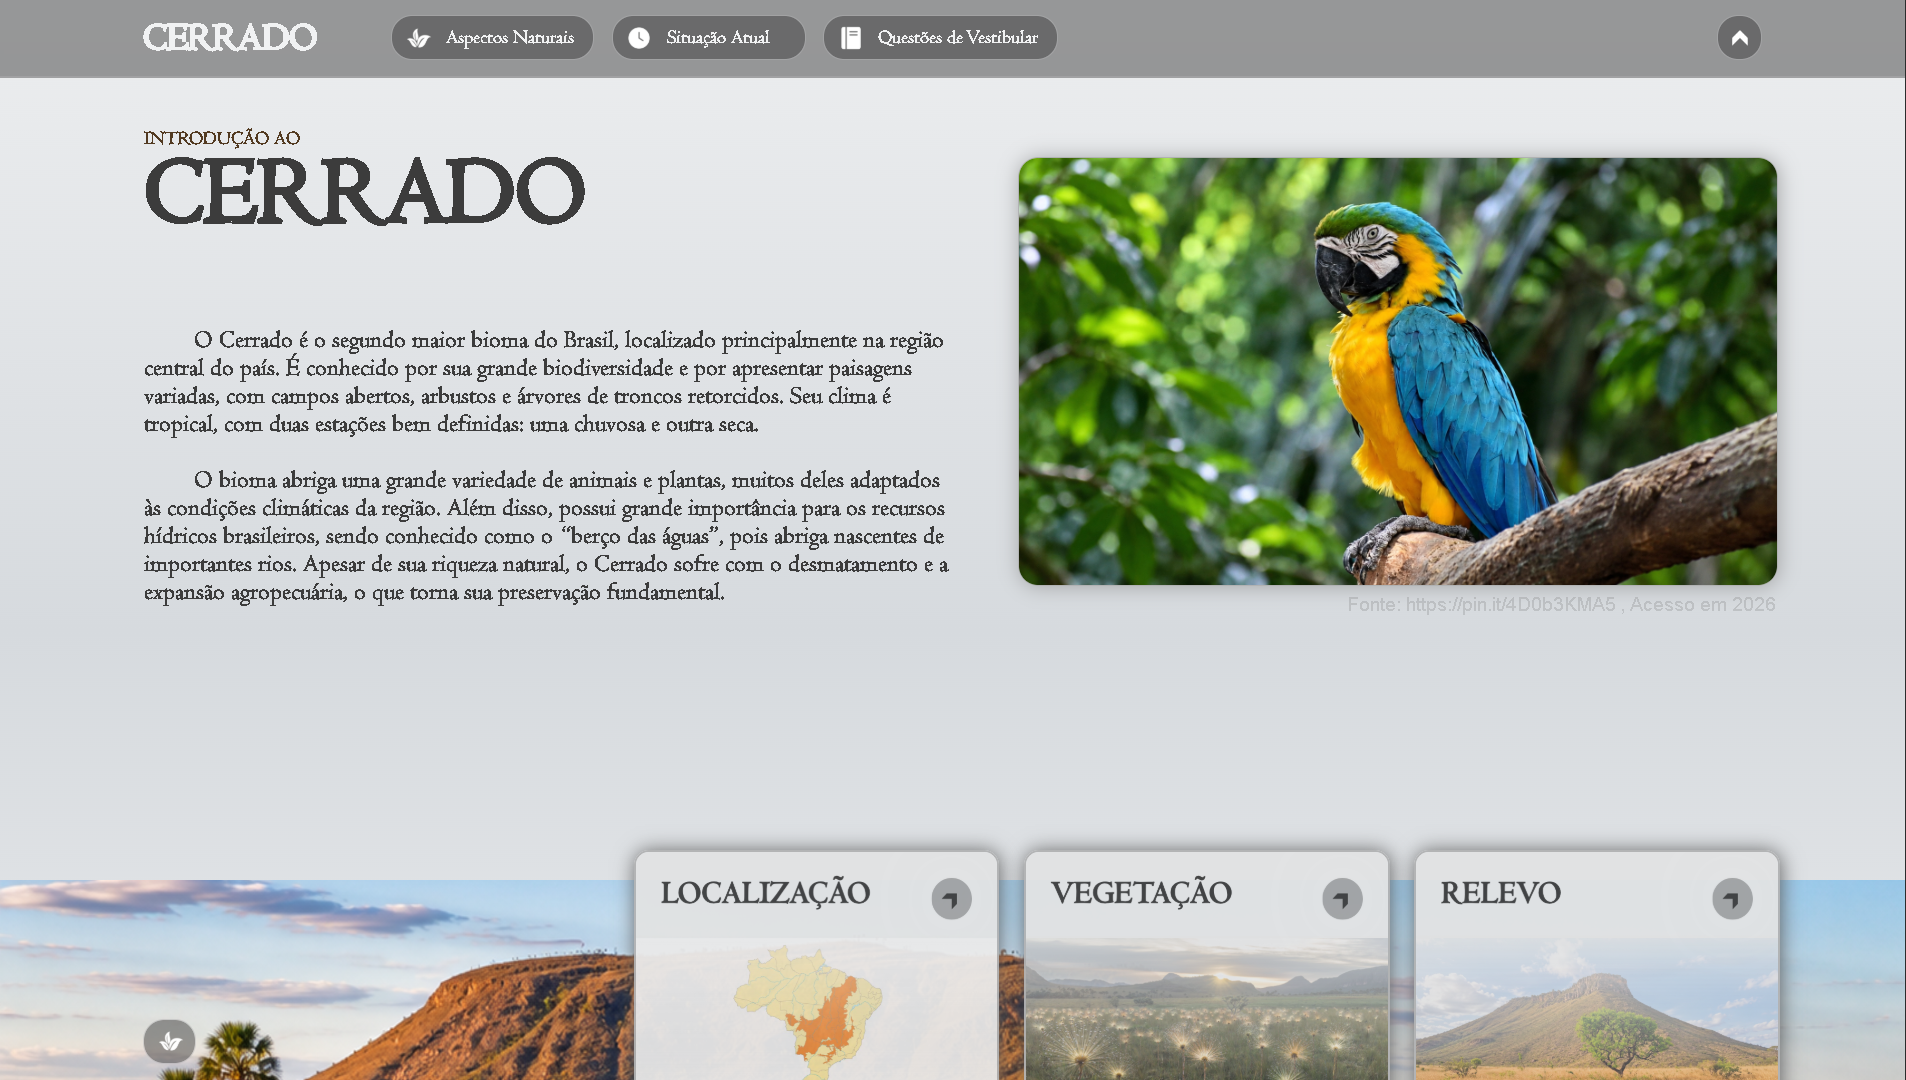 CERRADO
Aspectos Naturais
Situação Atual
Questões de Vestibular
INTRODUÇÃO AO
CERRADO
O Cerrado é o segundo maior bioma do Brasil, localizado principalmente na região
central do país. É conhecido por sua grande biodiversidade e por apresentar paisagens
variadas, com campos abertos, arbustos e árvores de troncos retorcidos. Seu clima é
tropical, com duas estações bem definidas: uma chuvosa e outra seca.
O bioma abriga uma grande variedade de animais e plantas, muitos deles adaptados
às condições climáticas da região. Além disso, possui grande importância para os recursos
hídricos brasileiros, sendo conhecido como o “berço das águas”, pois abriga nascentes de
importantes rios. Apesar de sua riqueza natural, o Cerrado sofre com o desmatamento e a
expansão agropecuária, o que torna sua preservação fundamental.
Fonte: https://pin.it/4D0b3KMA5 , Acesso em 2026
LOCALIZAÇÃO
VEGETAÇÃO
RELEVO